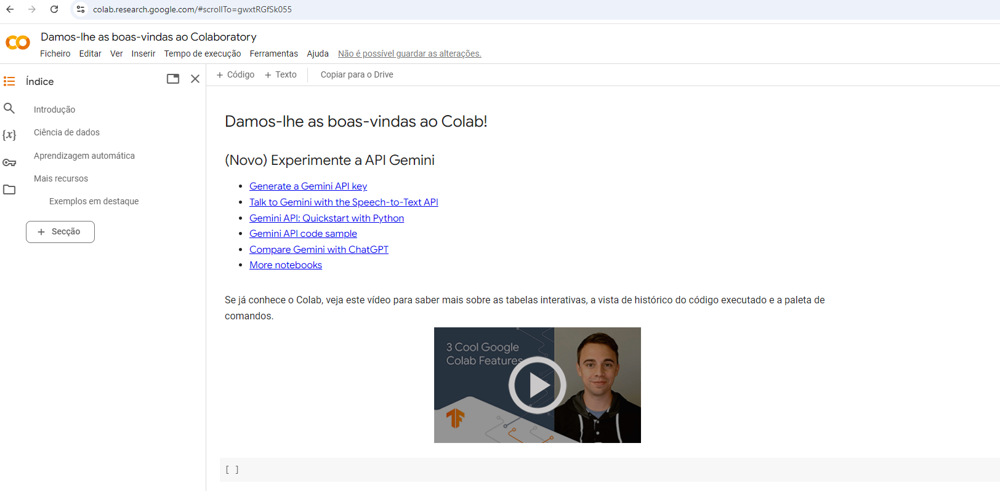 colab.research.google.com/#scrollTo=gwxtRGfSk055
Damos-lhe as boas-vindas ao Colaboratory
Ficheiro Editar Ver Inserir Tempo de execução Ferramentas Ajuda Não é possível guardar as alterações.
Índice
+ Código + Texto Copiar para o Drive
Introdução
Ciência de dados
{x}
Aprendizagem automática
Mais recursos
Exemplos em destaque
+ Secção
Damos-lhe as boas-vindas ao Colab!
(Novo) Experimente a API Gemini
• Generate a Gemini API key
• Talk to Gemini with the Speech-to-Text API
• Gemini API: Quickstart with Python
• Gemini API code sample
• Compare Gemini with ChatGPT
• More notebooks
Se já conhece o Colab, veja este vídeo para saber mais sobre as tabelas interativas, a vista de histórico do código executado e a paleta de
comandos.
3 Cool Google
Colab Features
[ ]